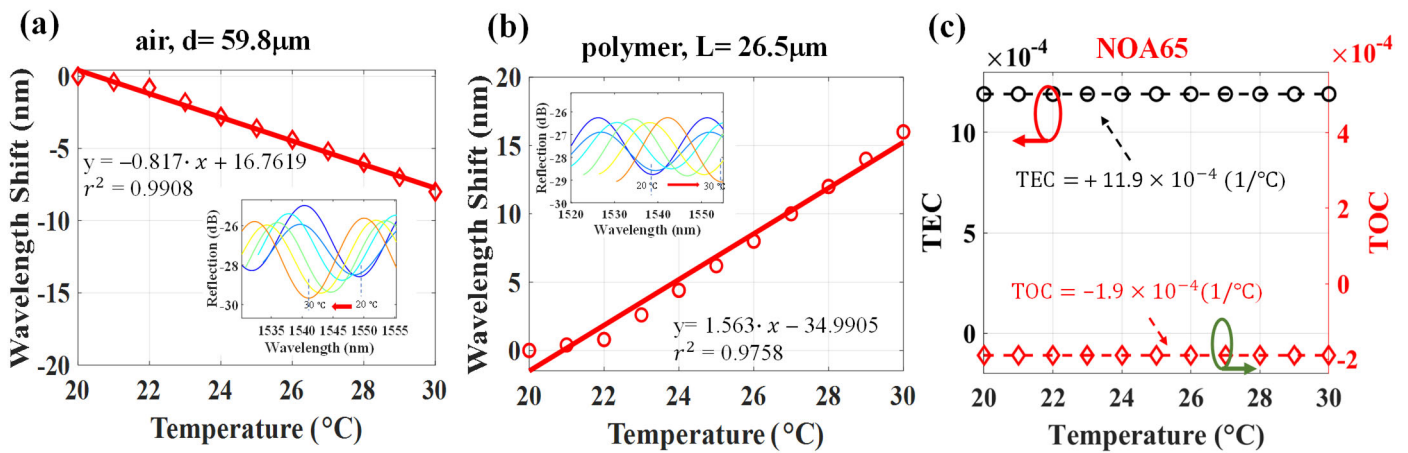 (a)
air, d= 59.8μm
Wavelength Shift (nm)
0
-5
-10
-15
-20
y = −0.817· x + 16.7619
r² = 0.9908
Reflection (dB)
-26
-28
-30
30 ℃
20 ℃
1535 1540 1545 1550 1555
Wavelength (nm)
20 22 24 26 28 30
Temperature (°C)
(b)
polymer, L= 26.5μm
Wavelength Shift (nm)
20
15
10
5
0
Reflection (dB)
-26
-27
-28
-29
-30
20 ℃
30 ℃
1520 1530 1540 1550
Wavelength (nm)
y= 1.563· x − 34.9905
r² = 0.9758
20 22 24 26 28 30
Temperature (°C)
(c)
NOA65
×10⁻⁴
×10⁻⁴
TEC
10
5
0
TEC = + 11.9 × 10⁻⁴ (1/℃)
TOC = −1.9 × 10⁻⁴(1/℃)
4
2
0
-2
TOC
20 22 24 26 28 30
Temperature (°C)